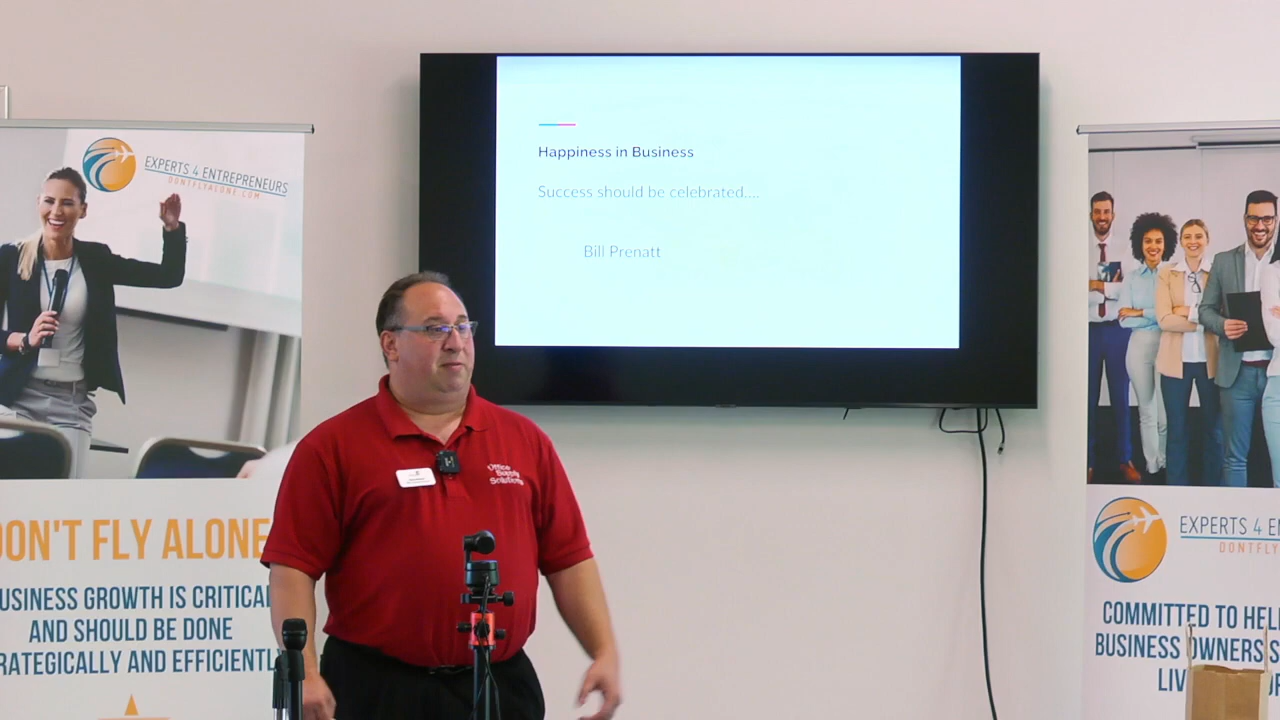 EXPERTS 4 ENTREPRENEURS
DONTFLYALONE.COM
DON'T FLY ALONE
BUSINESS GROWTH IS CRITICAL
AND SHOULD BE DONE
STRATEGICALLY AND EFFICIENTLY
Happiness in Business
Success should be celebrated....
Bill Prenatt
Office
Supply
Solutions
EXPERTS 4 EN
DONTFLY
COMMITTED TO HEL
BUSINESS OWNERS S